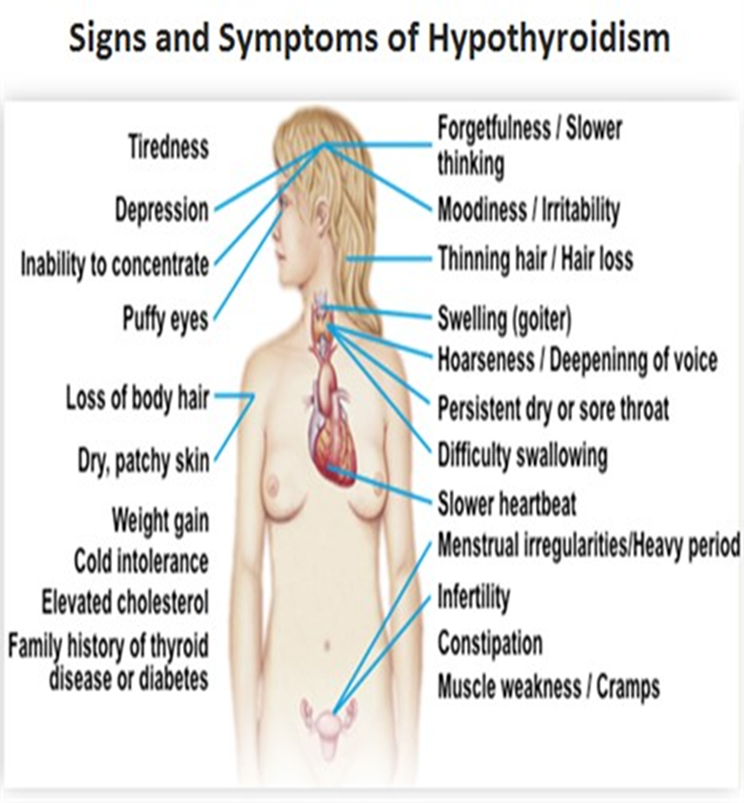 Signs and Symptoms of Hypothyroidism
Tiredness
Depression
Inability to concentrate
Puffy eyes
Loss of body hair
Dry, patchy skin
Weight gain
Cold intolerance
Elevated cholesterol
Family history of thyroid
disease or diabetes
Forgetfulness / Slower
thinking
Moodiness / Irritability
Thinning hair / Hair loss
Swelling (goiter)
Hoarseness / Deepeninng of voice
Persistent dry or sore throat
Difficulty swallowing
Slower heartbeat
Menstrual irregularities/Heavy period
Infertility
Constipation
Muscle weakness / Cramps